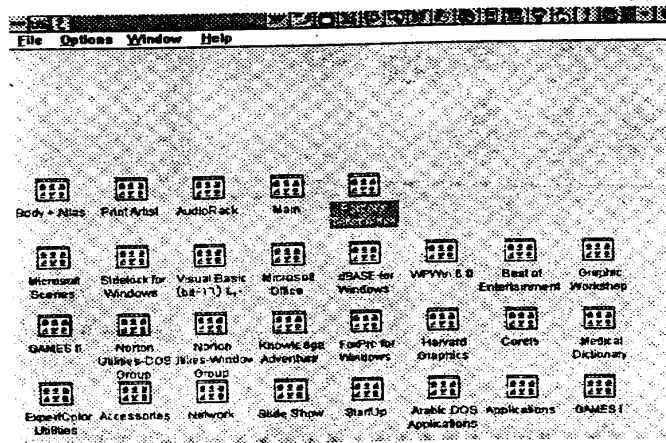 File Options Window Help
Body + Atlas Print Artist AudioRack Main
Microsoft Sidekick for Visual Basic Microsoft dBASE for WPWin 6.0 Best of Graphic
Scenes Windows Office Windows Entertainment Workshop
GAMES II Norton Norton Knowledge FoxPro for Harvard Corel5 Medical
Utilities-DOS Adventure Windows Graphics Dictionary
Group Group
ExpertColor Accessories Network Slide Show StartUp Arabic DOS Applications GAMES I
Utilities Applications